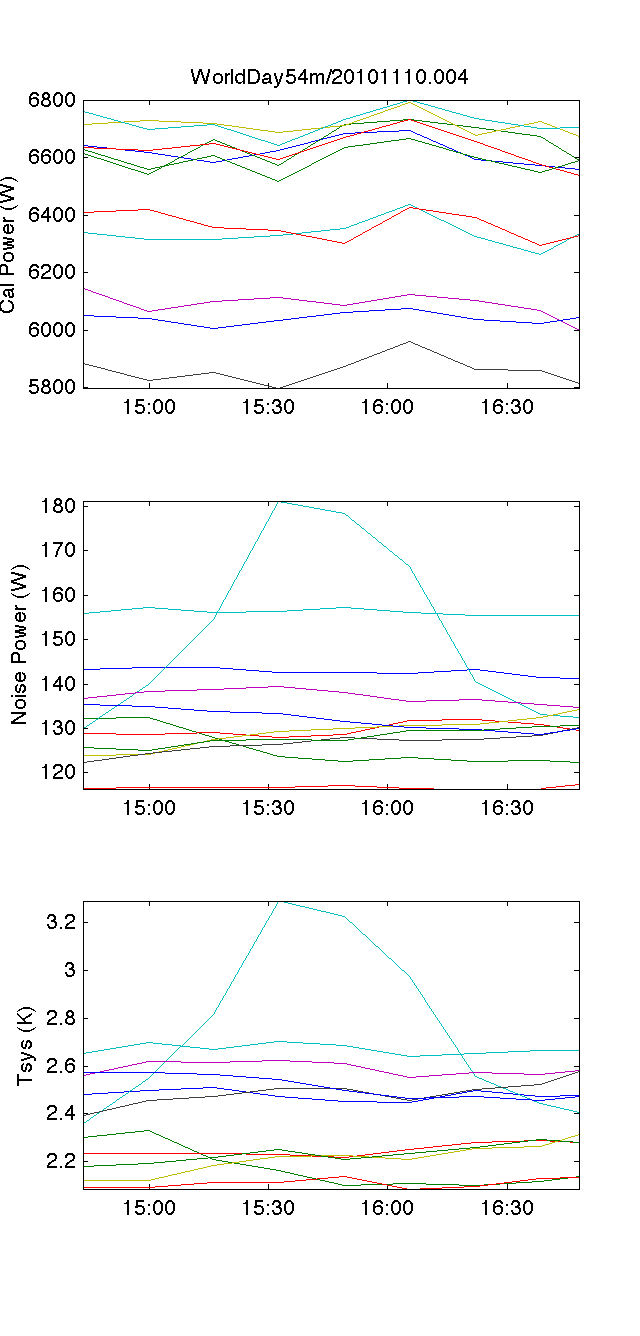 WorldDay54m/20101110.004
6800
6600
6400
6200
6000
5800
Cal Power (W)
15:00 15:30 16:00 16:30
180
170
160
150
140
130
120
Noise Power (W)
15:00 15:30 16:00 16:30
3.2
3
2.8
2.6
2.4
2.2
Tsys (K)
15:00 15:30 16:00 16:30